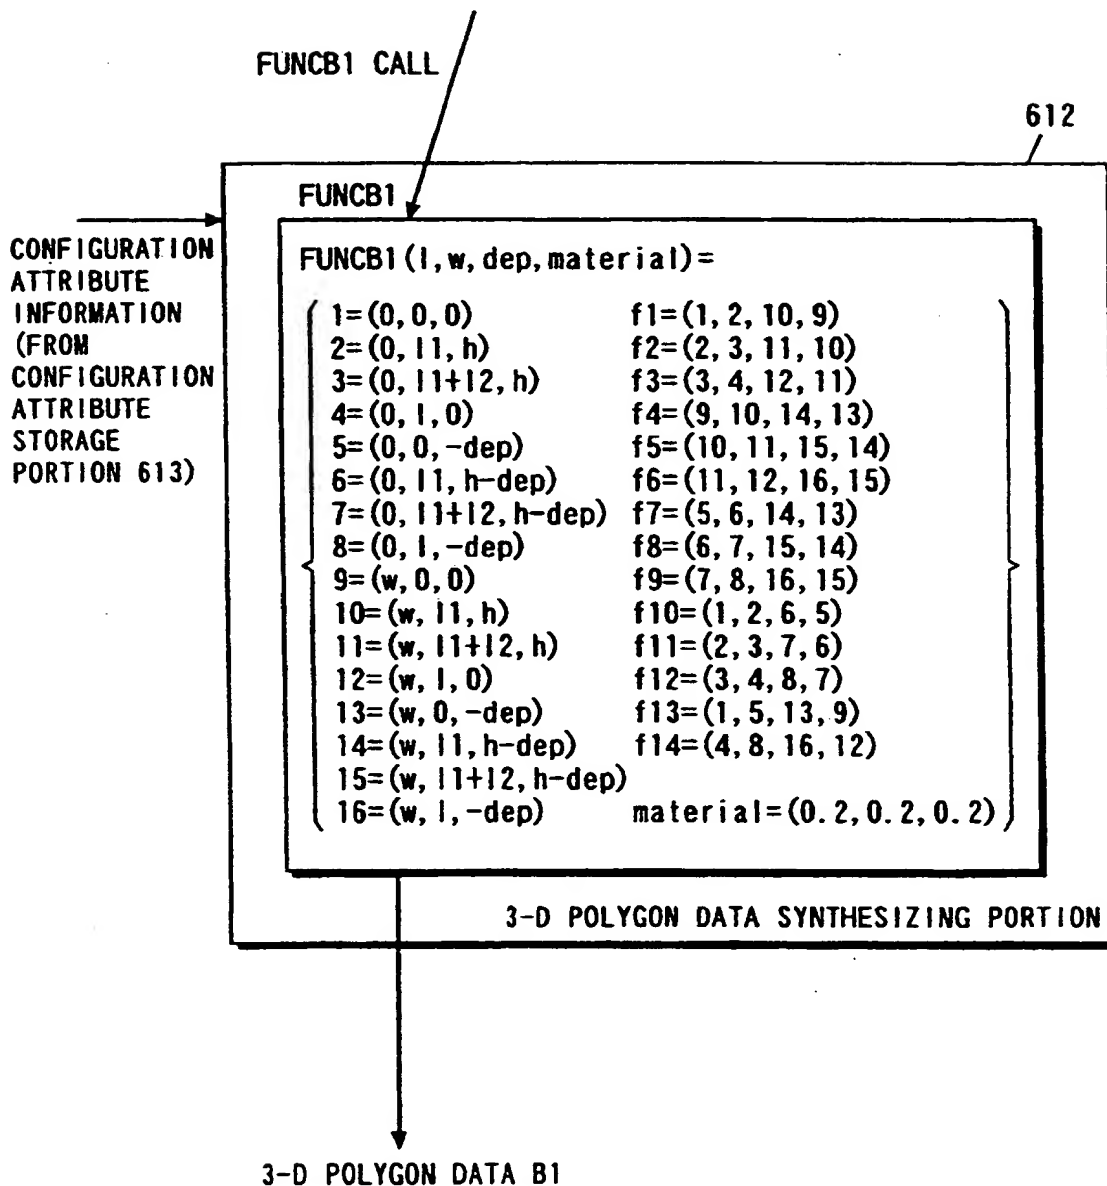 FUNCB1 CALL
612
FUNCB1
CONFIGURATION
ATTRIBUTE
INFORMATION
(FROM
CONFIGURATION
ATTRIBUTE
STORAGE
PORTION 613)
FUNCB1(l,w,dep,material)=
1=(0,0,0) f1=(1,2,10,9)
2=(0,l1,h) f2=(2,3,11,10)
3=(0,l1+l2,h) f3=(3,4,12,11)
4=(0,l,0) f4=(9,10,14,13)
5=(0,0,-dep) f5=(10,11,15,14)
6=(0,l1,h-dep) f6=(11,12,16,15)
7=(0,l1+l2,h-dep) f7=(5,6,14,13)
8=(0,l,-dep) f8=(6,7,15,14)
9=(w,0,0) f9=(7,8,16,15)
10=(w,l1,h) f10=(1,2,6,5)
11=(w,l1+l2,h) f11=(2,3,7,6)
12=(w,l,0) f12=(3,4,8,7)
13=(w,0,-dep) f13=(1,5,13,9)
14=(w,l1,h-dep) f14=(4,8,16,12)
15=(w,l1+l2,h-dep)
16=(w,l,-dep) material=(0.2,0.2,0.2)
3-D POLYGON DATA SYNTHESIZING PORTION
3-D POLYGON DATA B1